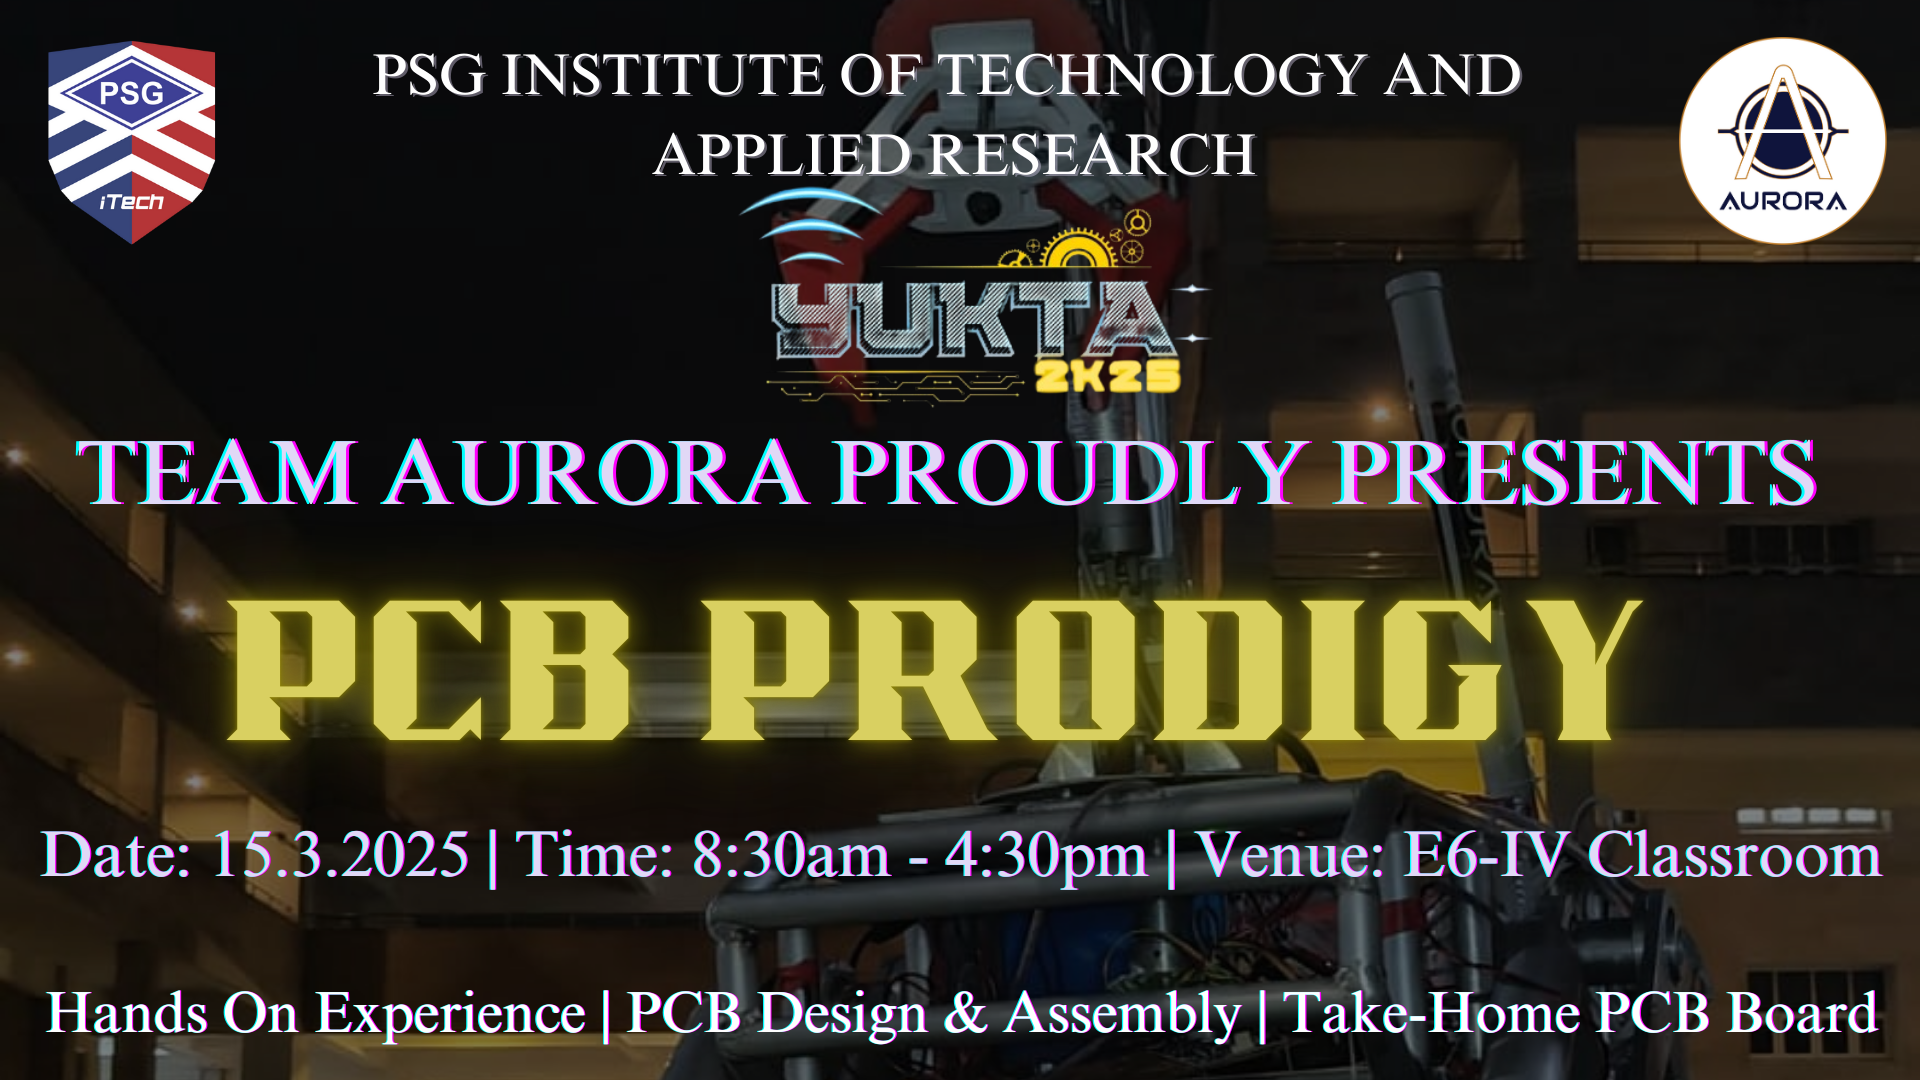 PSG INSTITUTE OF TECHNOLOGY AND
APPLIED RESEARCH
PSG
iTech
AURORA
YUKTA
2K25
TEAM AURORA PROUDLY PRESENTS
PCB PRODIGY
Date: 15.3.2025 | Time: 8:30am - 4:30pm | Venue: E6-IV Classroom
Hands On Experience | PCB Design & Assembly | Take-Home PCB Board